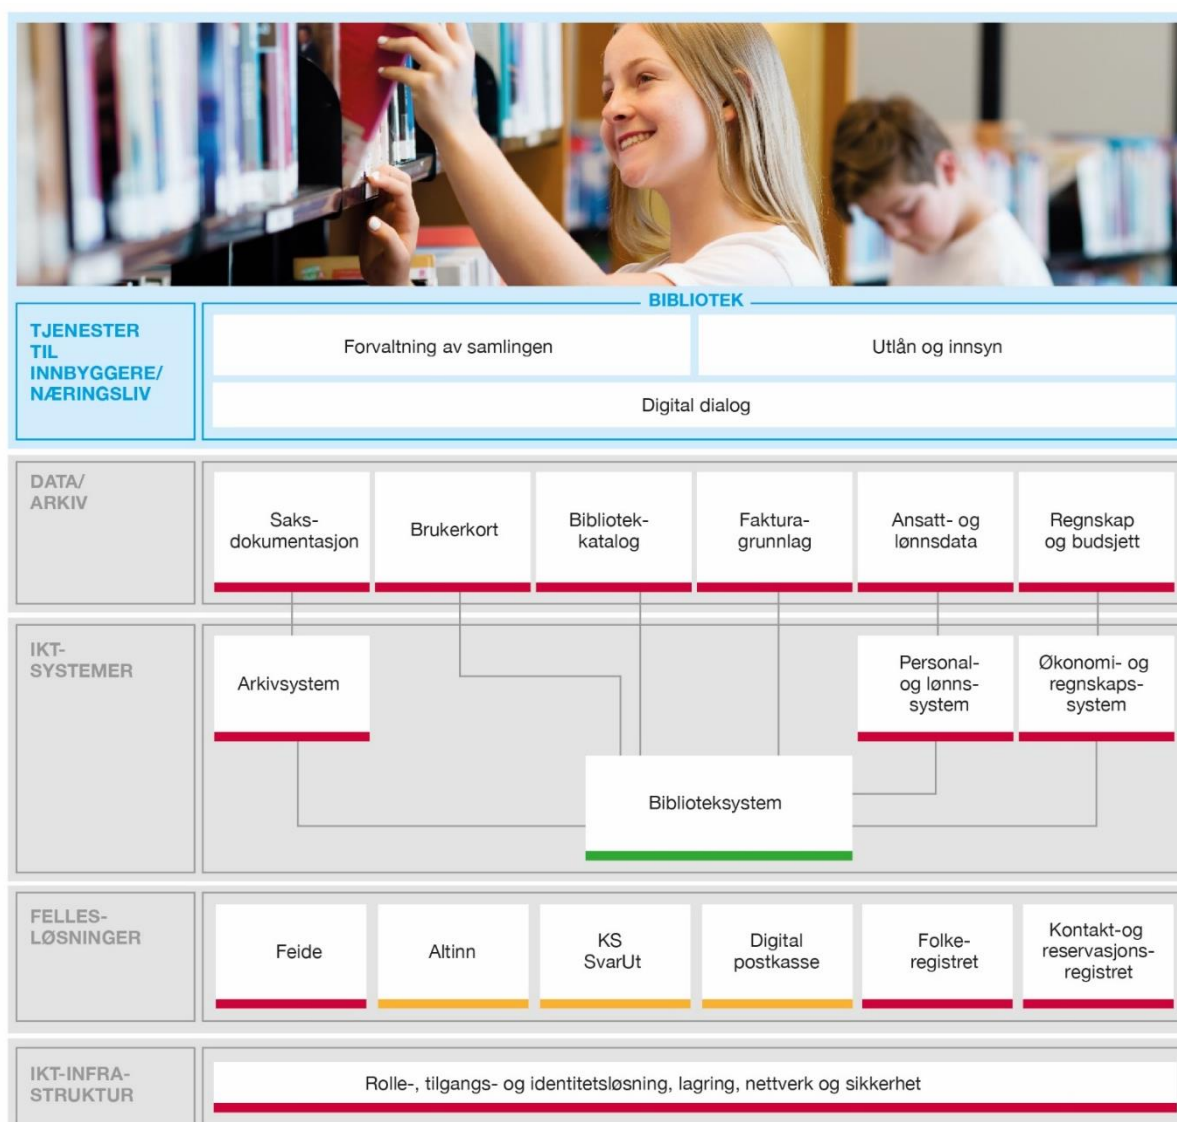 BIBLIOTEK
TJENESTER
TIL
INNBYGGERE/
NÆRINGSLIV
Forvaltning av samlingen
Utlån og innsyn
Digital dialog
DATA/
ARKIV
Saks-
dokumentasjon
Brukerkort
Bibliotek-
katalog
Faktura-
grunnlag
Ansatt- og
lønnsdata
Regnskap
og budsjett
IKT-
SYSTEMER
Arkivsystem
Personal-
og lønns-
system
Økonomi- og
regnskaps-
system
Biblioteksystem
FELLES-
LØSNINGER
Feide
Altinn
KS
SvarUt
Digital
postkasse
Folke-
registret
Kontakt-og
reservasjons-
registret
IKT-INFRA-
STRUKTUR
Rolle-, tilgangs- og identitetsløsning, lagring, nettverk og sikkerhet